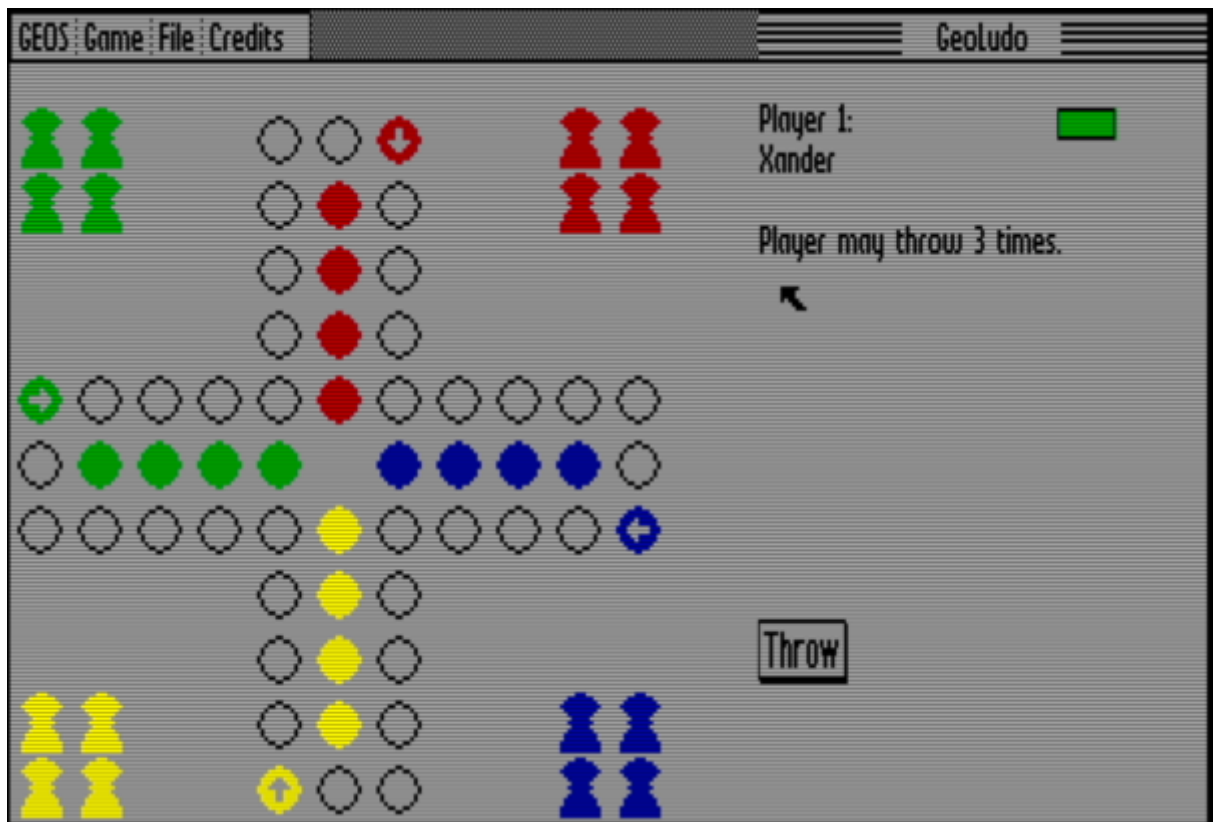 GEOS Game File Credits
GeoLudo
Player 1:
Xander
Player may throw 3 times.
Throw